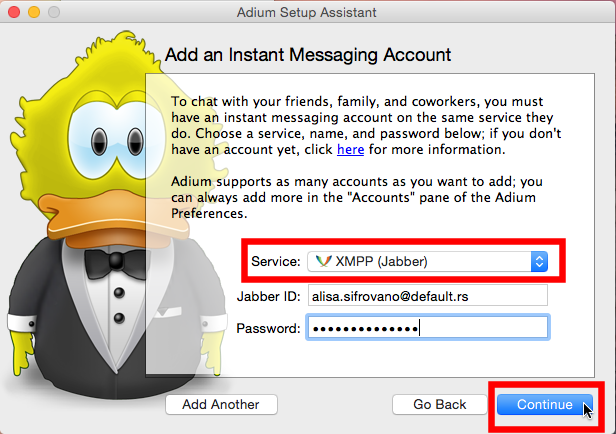 Adium Setup Assistant
Add an Instant Messaging Account
To chat with your friends, family, and coworkers, you must
have an instant messaging account on the same service they
do. Choose a service, name, and password below; if you don't
have an account yet, click here for more information.
Adium supports as many accounts as you want to add; you
can always add more in the "Accounts" pane of the Adium
Preferences.
Service: XMPP (Jabber)
Jabber ID: alisa.sifrovano@default.rs
Password: ••••••••••••••
Add Another Go Back Continue